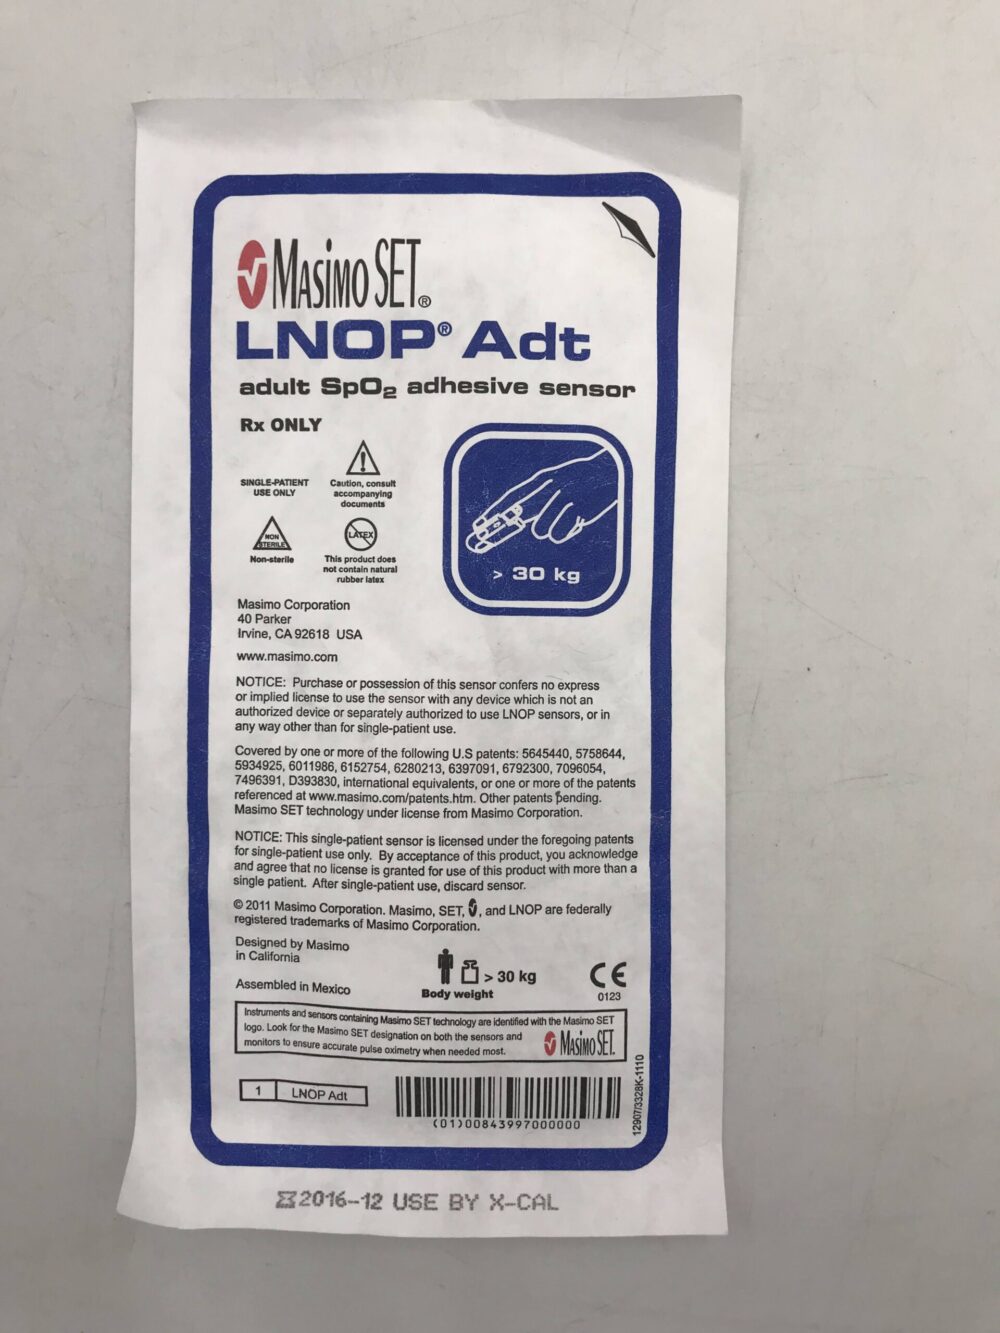 MASIMO SET®
LNOP® Adt
adult SpO₂ adhesive sensor
Rx ONLY
SINGLE-PATIENT
USE ONLY
!
Caution, consult
accompanying
documents
NON
STERILE
Non-sterile
LATEX
This product does
not contain natural
rubber latex
> 30 kg
Masimo Corporation
40 Parker
Irvine, CA 92618 USA
www.masimo.com
NOTICE: Purchase or possession of this sensor confers no express
or implied license to use the sensor with any device which is not an
authorized device or separately authorized to use LNOP sensors, or in
any way other than for single-patient use.
Covered by one or more of the following U.S patents: 5645440, 5758644,
5934925, 6011986, 6152754, 6280213, 6397091, 6792300, 7096054,
7496391, D393830, international equivalents, or one or more of the patents
referenced at www.masimo.com/patents.htm. Other patents pending.
Masimo SET technology under license from Masimo Corporation.
NOTICE: This single-patient sensor is licensed under the foregoing patents
for single-patient use only. By acceptance of this product, you acknowledge
and agree that no license is granted for use of this product with more than a
single patient. After single-patient use, discard sensor.
© 2011 Masimo Corporation. Masimo, SET, , and LNOP are federally
registered trademarks of Masimo Corporation.
Designed by Masimo
in California
Assembled in Mexico
> 30 kg
Body weight
CE
0123
Instruments and sensors containing Masimo SET technology are identified with the Masimo SET
logo. Look for the Masimo SET designation on both the sensors and
monitors to ensure accurate pulse oximetry when needed most.
MASIMO SET.
1 LNOP Adt
(01)00843997000000
12907/3328K-1110
2016-12 USE BY X-CAL